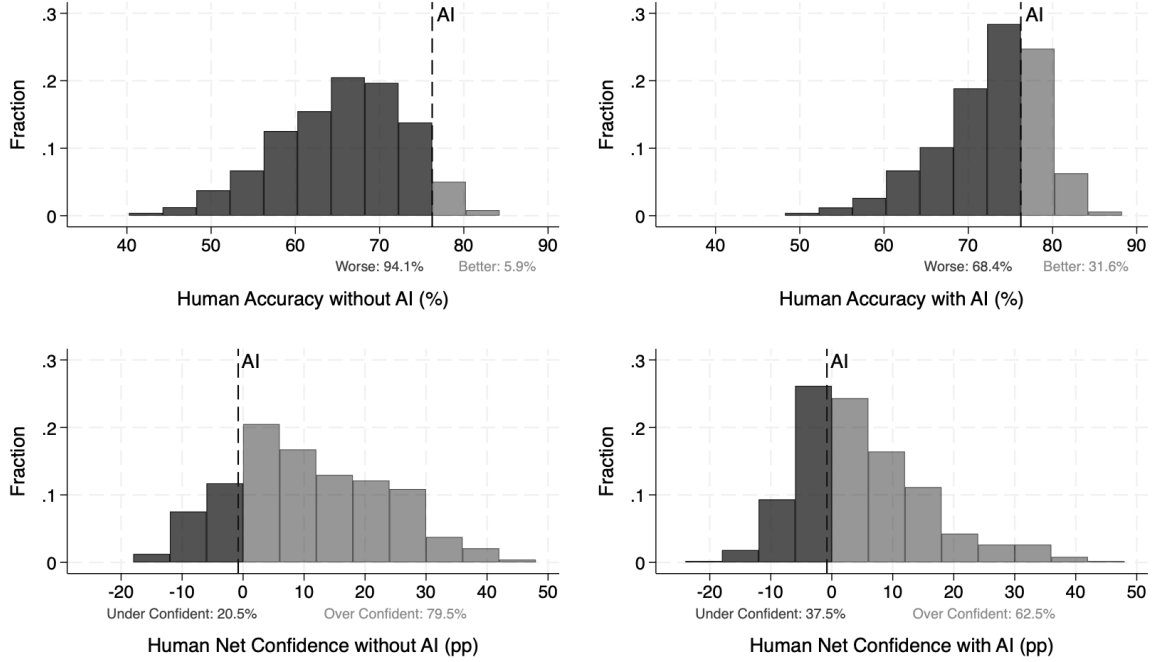 .3
.2
.1
0
Fraction
AI
40 50 60 70 80 90
Worse: 94.1% Better: 5.9%
Human Accuracy without AI (%)
.3
.2
.1
0
Fraction
AI
40 50 60 70 80 90
Worse: 68.4% Better: 31.6%
Human Accuracy with AI (%)
.3
.2
.1
0
Fraction
AI
-20 -10 0 10 20 30 40 50
Under Confident: 20.5% Over Confident: 79.5%
Human Net Confidence without AI (pp)
.3
.2
.1
0
Fraction
AI
-20 -10 0 10 20 30 40 50
Under Confident: 37.5% Over Confident: 62.5%
Human Net Confidence with AI (pp)